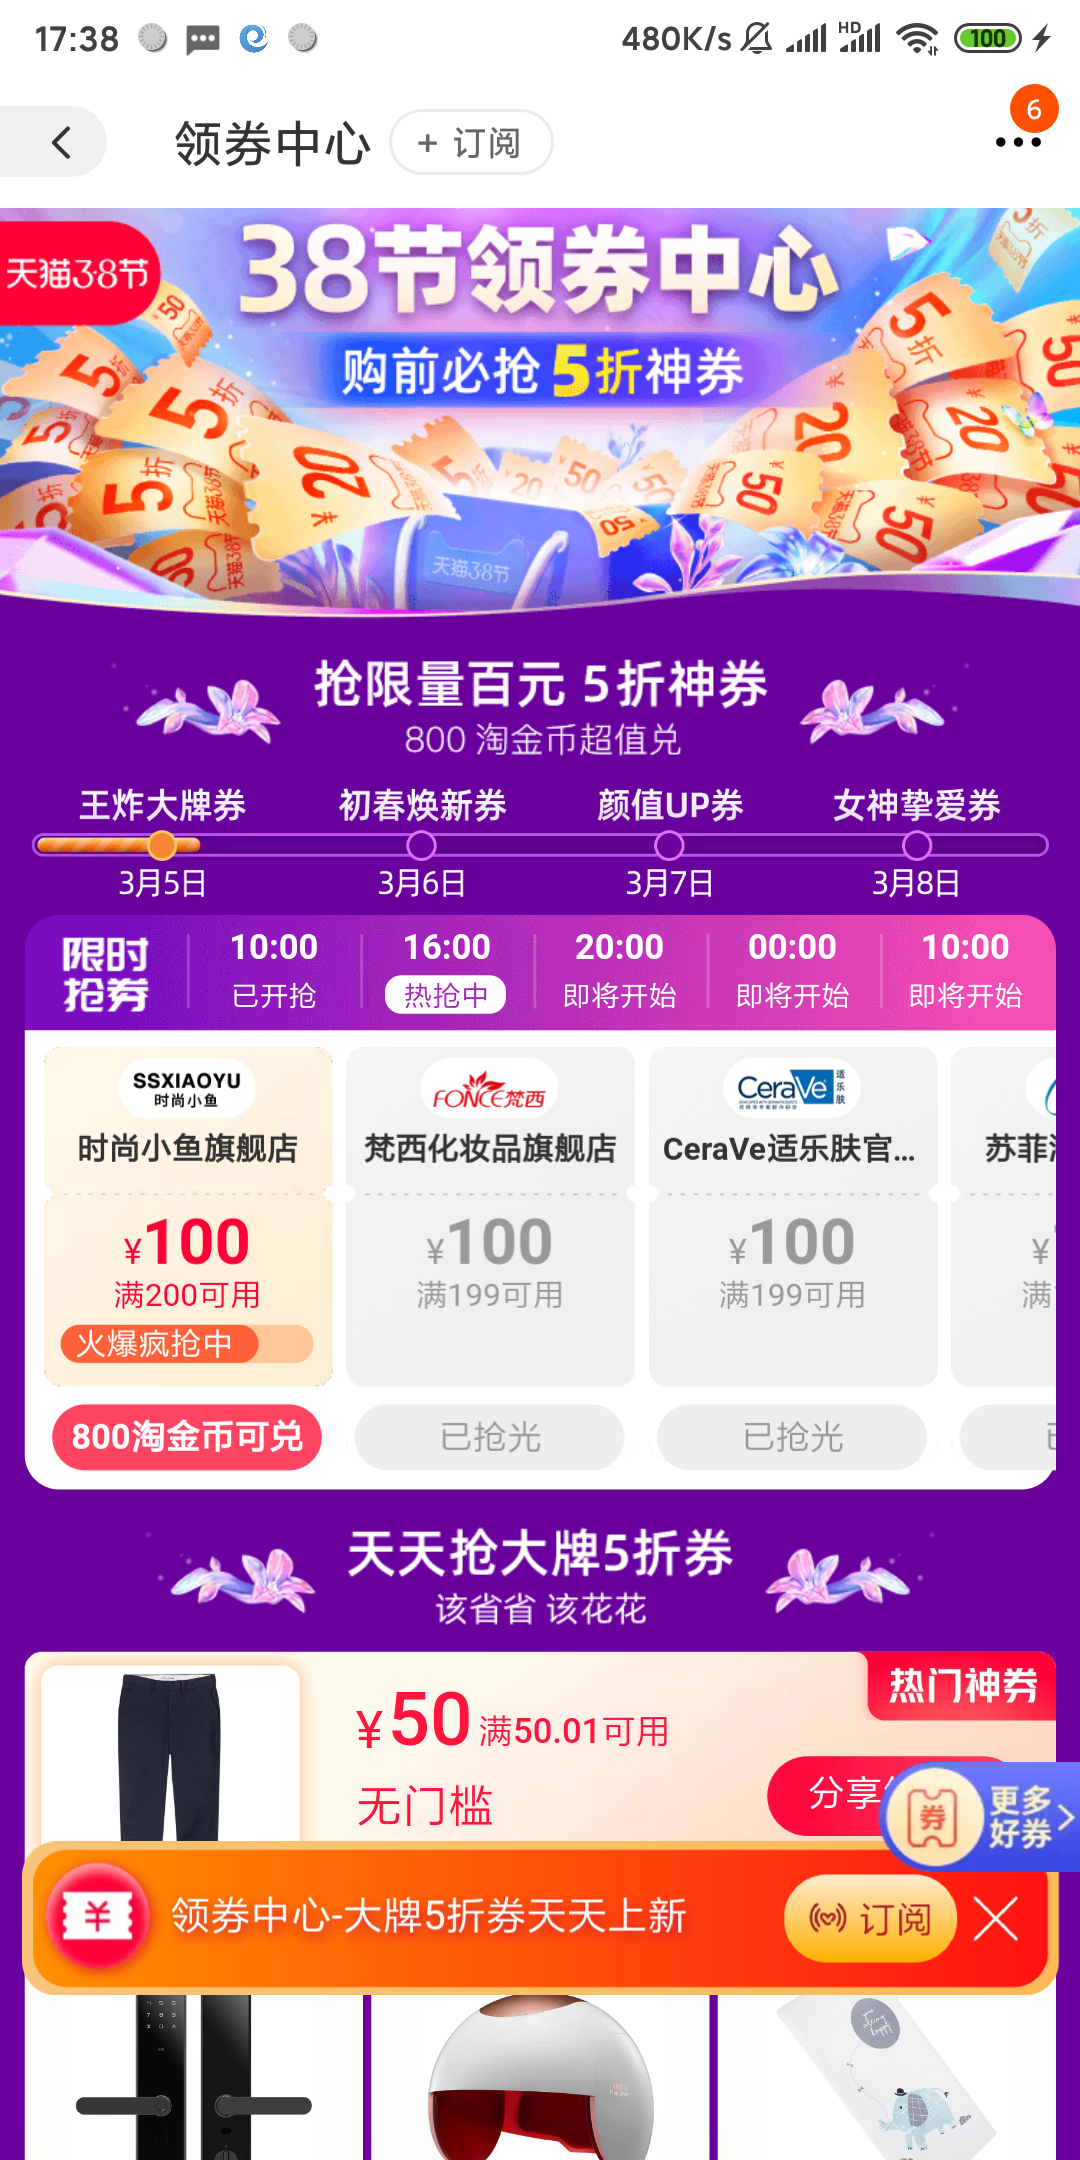 17:38
480K/s
HD
100
领券中心
+ 订阅
6
天猫3.8节
38节领券中心
购前必抢5折神券
天猫3.8节
抢限量百元 5折神券
800 淘金币超值兑
王炸大牌券
初春焕新券
颜值UP券
女神挚爱券
3月5日
3月6日
3月7日
3月8日
限时
抢券
10:00
已开抢
16:00
热抢中
20:00
即将开始
00:00
即将开始
10:00
即将开始
SSXIAOYU
时尚小鱼
时尚小鱼旗舰店
¥100
满200可用
火爆疯抢中
800淘金币可兑
FONCE梵西
梵西化妆品旗舰店
¥100
满199可用
已抢光
CeraVe
适乐肤
CeraVe适乐肤官...
¥100
满199可用
已抢光
苏菲
¥
满
天天抢大牌5折券
该省省 该花花
热门神券
¥50 满50.01可用
无门槛
分享
券
更多
好券
¥
领券中心-大牌5折券天天上新
订阅